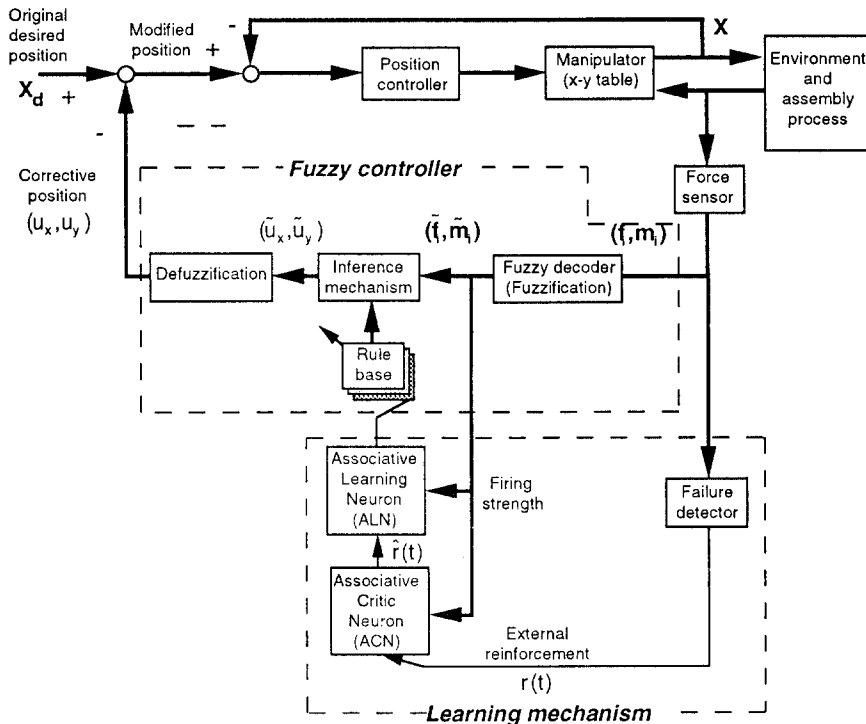 Original
desired
position
Modified
position
X
d
+
-
+
-
X
Position
controller
Manipulator
(x-y table)
Environment
and
assembly
process
Force
sensor
Corrective
position
(u_x,u_y)
Fuzzy controller
(ũ_x,ũ_y)
(f̃_i,m̃_i)
(f_i,m_i)
Defuzzification
Inference
mechanism
Fuzzy decoder
(Fuzzification)
Rule
base
Associative
Learning
Neuron
(ALN)
Firing
strength
Failure
detector
r̂(t)
Associative
Critic
Neuron
(ACN)
External
reinforcement
r(t)
Learning mechanism